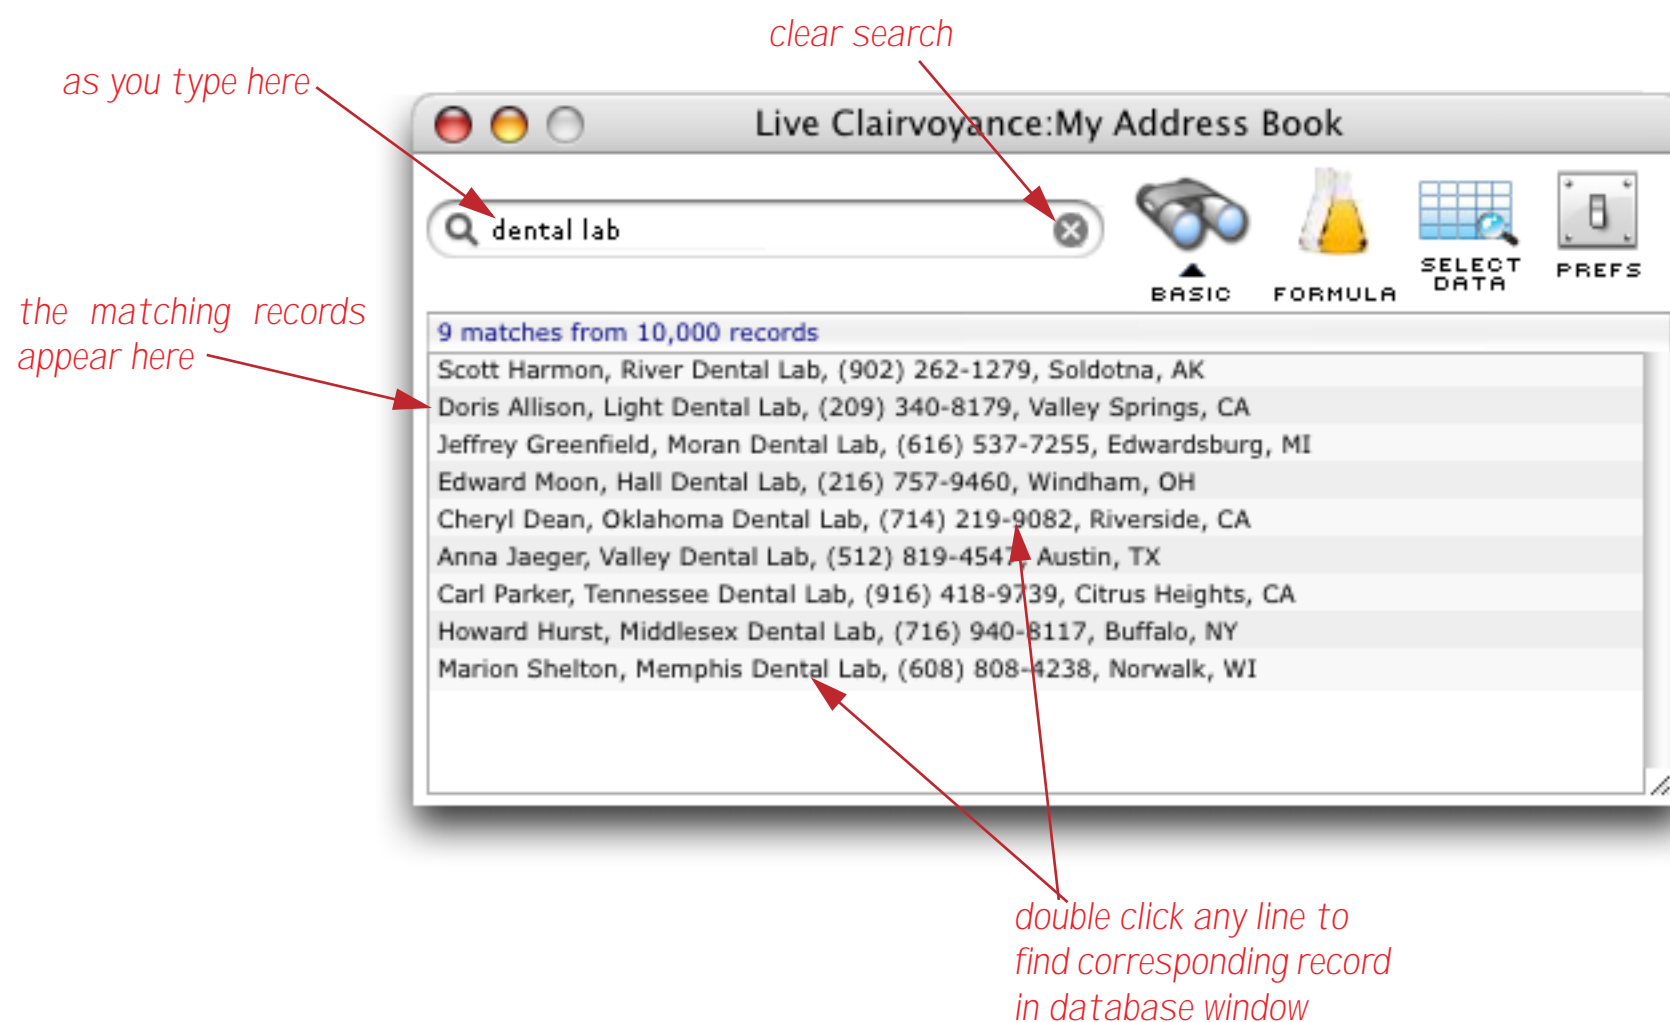 clear search
as you type here
Live Clairvoyance:My Address Book
dental lab
BASIC
FORMULA
SELECT
DATA
PREFS
the matching records
appear here
9 matches from 10,000 records
Scott Harmon, River Dental Lab, (902) 262-1279, Soldotna, AK
Doris Allison, Light Dental Lab, (209) 340-8179, Valley Springs, CA
Jeffrey Greenfield, Moran Dental Lab, (616) 537-7255, Edwardsburg, MI
Edward Moon, Hall Dental Lab, (216) 757-9460, Windham, OH
Cheryl Dean, Oklahoma Dental Lab, (714) 219-9082, Riverside, CA
Anna Jaeger, Valley Dental Lab, (512) 819-4547, Austin, TX
Carl Parker, Tennessee Dental Lab, (916) 418-9739, Citrus Heights, CA
Howard Hurst, Middlesex Dental Lab, (716) 940-8117, Buffalo, NY
Marion Shelton, Memphis Dental Lab, (608) 808-4238, Norwalk, WI
double click any line to
find corresponding record
in database window